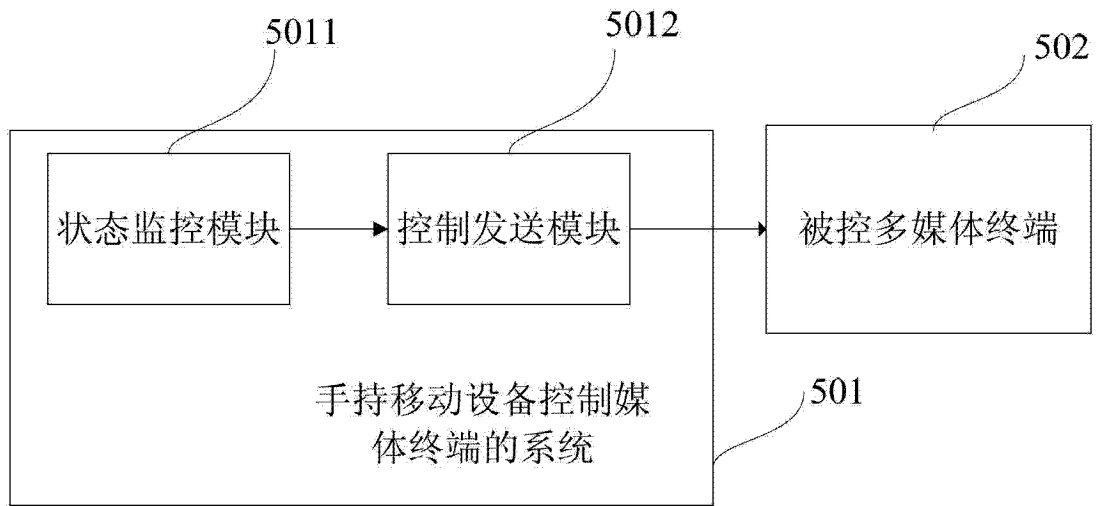 5011
5012
502
状态监控模块
控制发送模块
被控多媒体终端
手持移动设备控制媒
体终端的系统
501